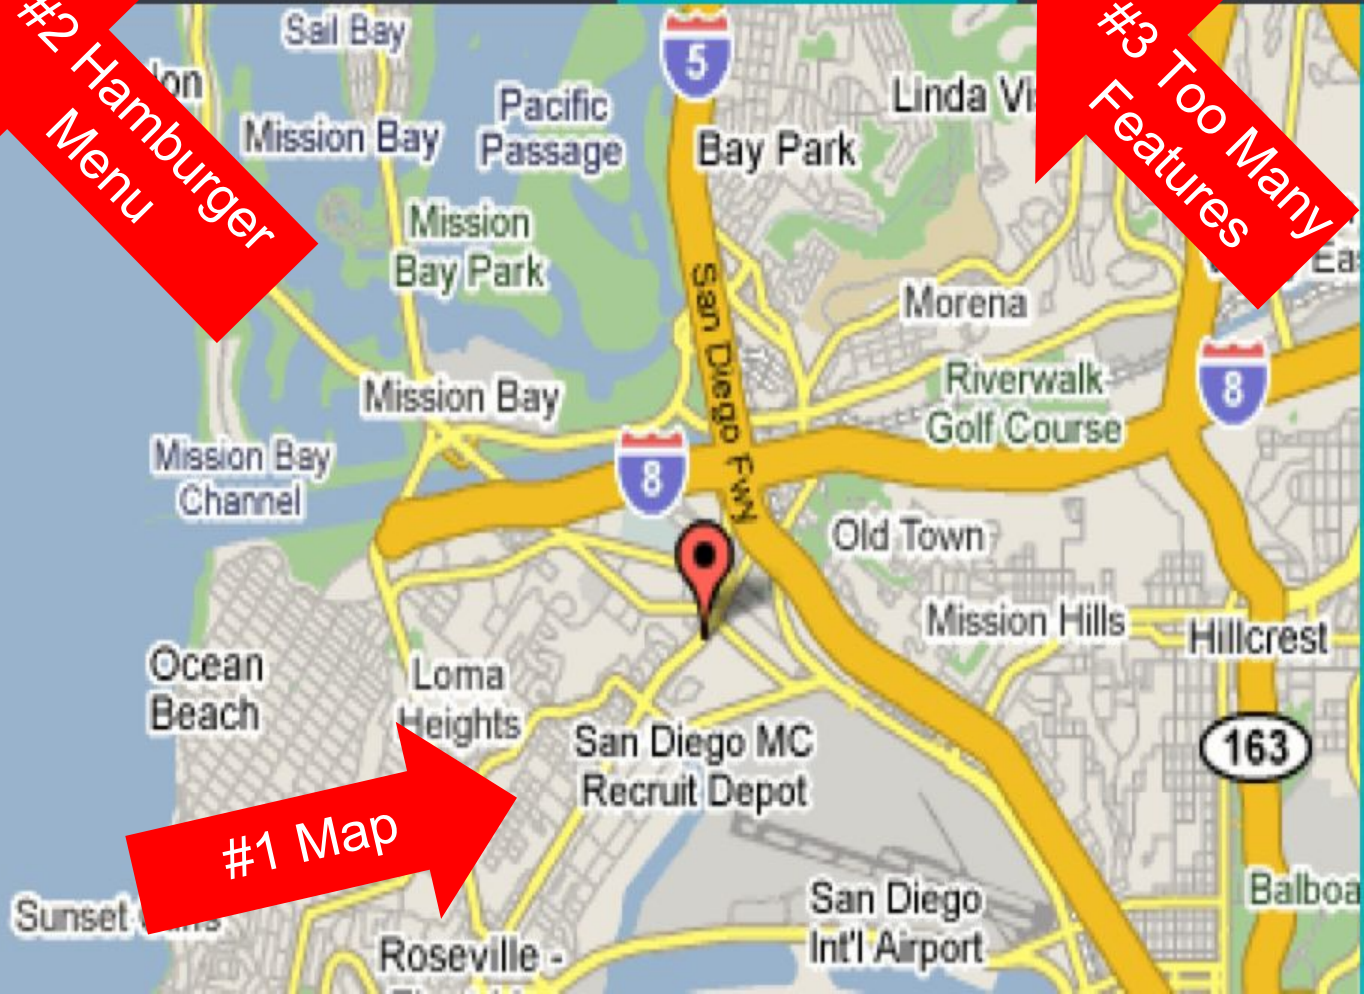 #2 Hamburger
Menu
#3 Too Many
Features
Sail Bay
5
Linda
Mission Bay
Pacific
Passage
Bay Park
Mission
Bay Park
San Diego Fwy
Morena
Mission Bay
Riverwalk
Golf Course
8
Mission Bay
Channel
8
Old Town
Mission Hills
Hillcrest
Ocean
Beach
Loma
Heights
San Diego MC
Recruit Depot
163
#1 Map
Sunset
San Diego
Int'l Airport
Balboa
Roseville -